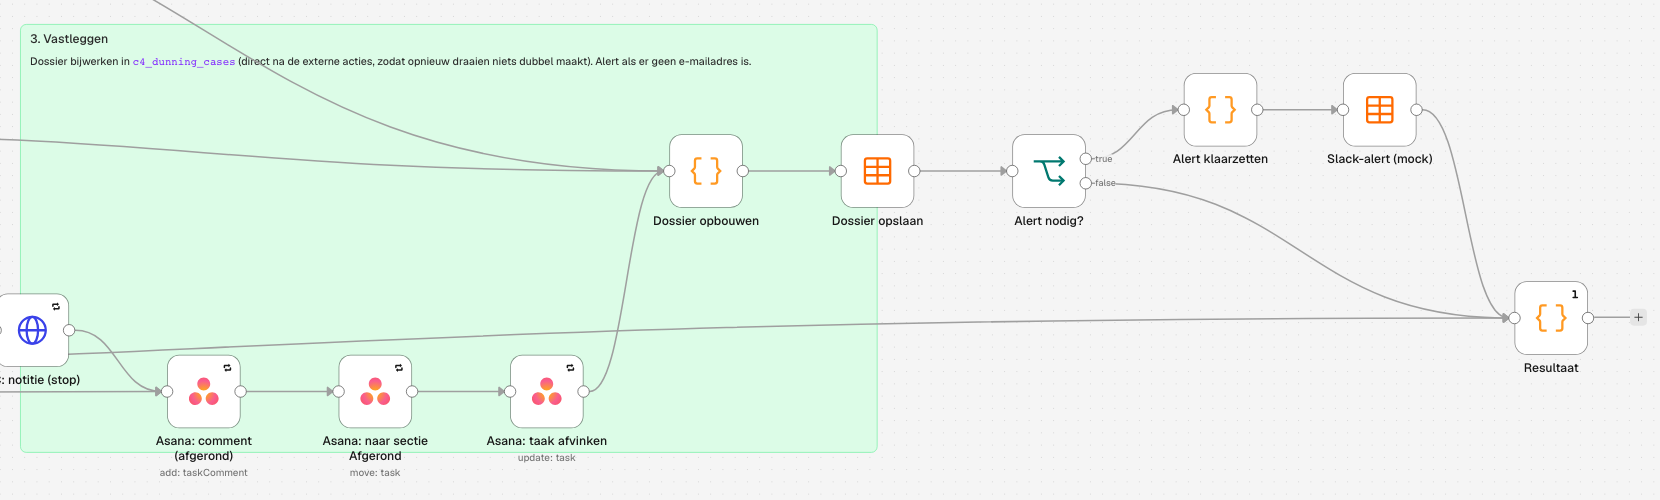 3. Vastleggen
Dossier bijwerken in c4_dunning_cases (direct na de externe acties, zodat opnieuw draaien niets dubbel maakt). Alert als er geen e-mailadres is.
true
false
Alert klaarzetten
Slack-alert (mock)
Dossier opbouwen
Dossier opslaan
Alert nodig?
1
Resultaat
: notitie (stop)
Asana: comment
(afgerond)
add: taskComment
Asana: naar sectie
Afgerond
move: task
Asana: taak afvinken
update: task